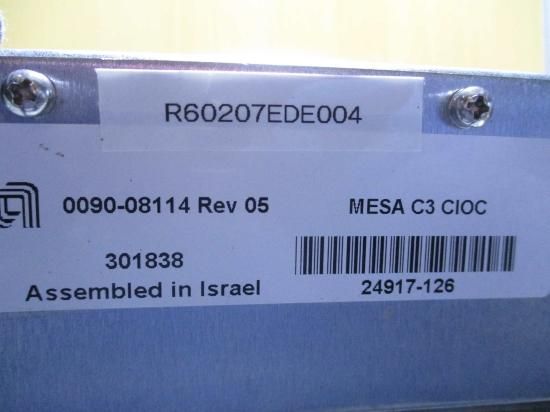 R60207EDE004
0090-08114 Rev 05
MESA C3 CIOC
301838
Assembled in Israel
24917-126